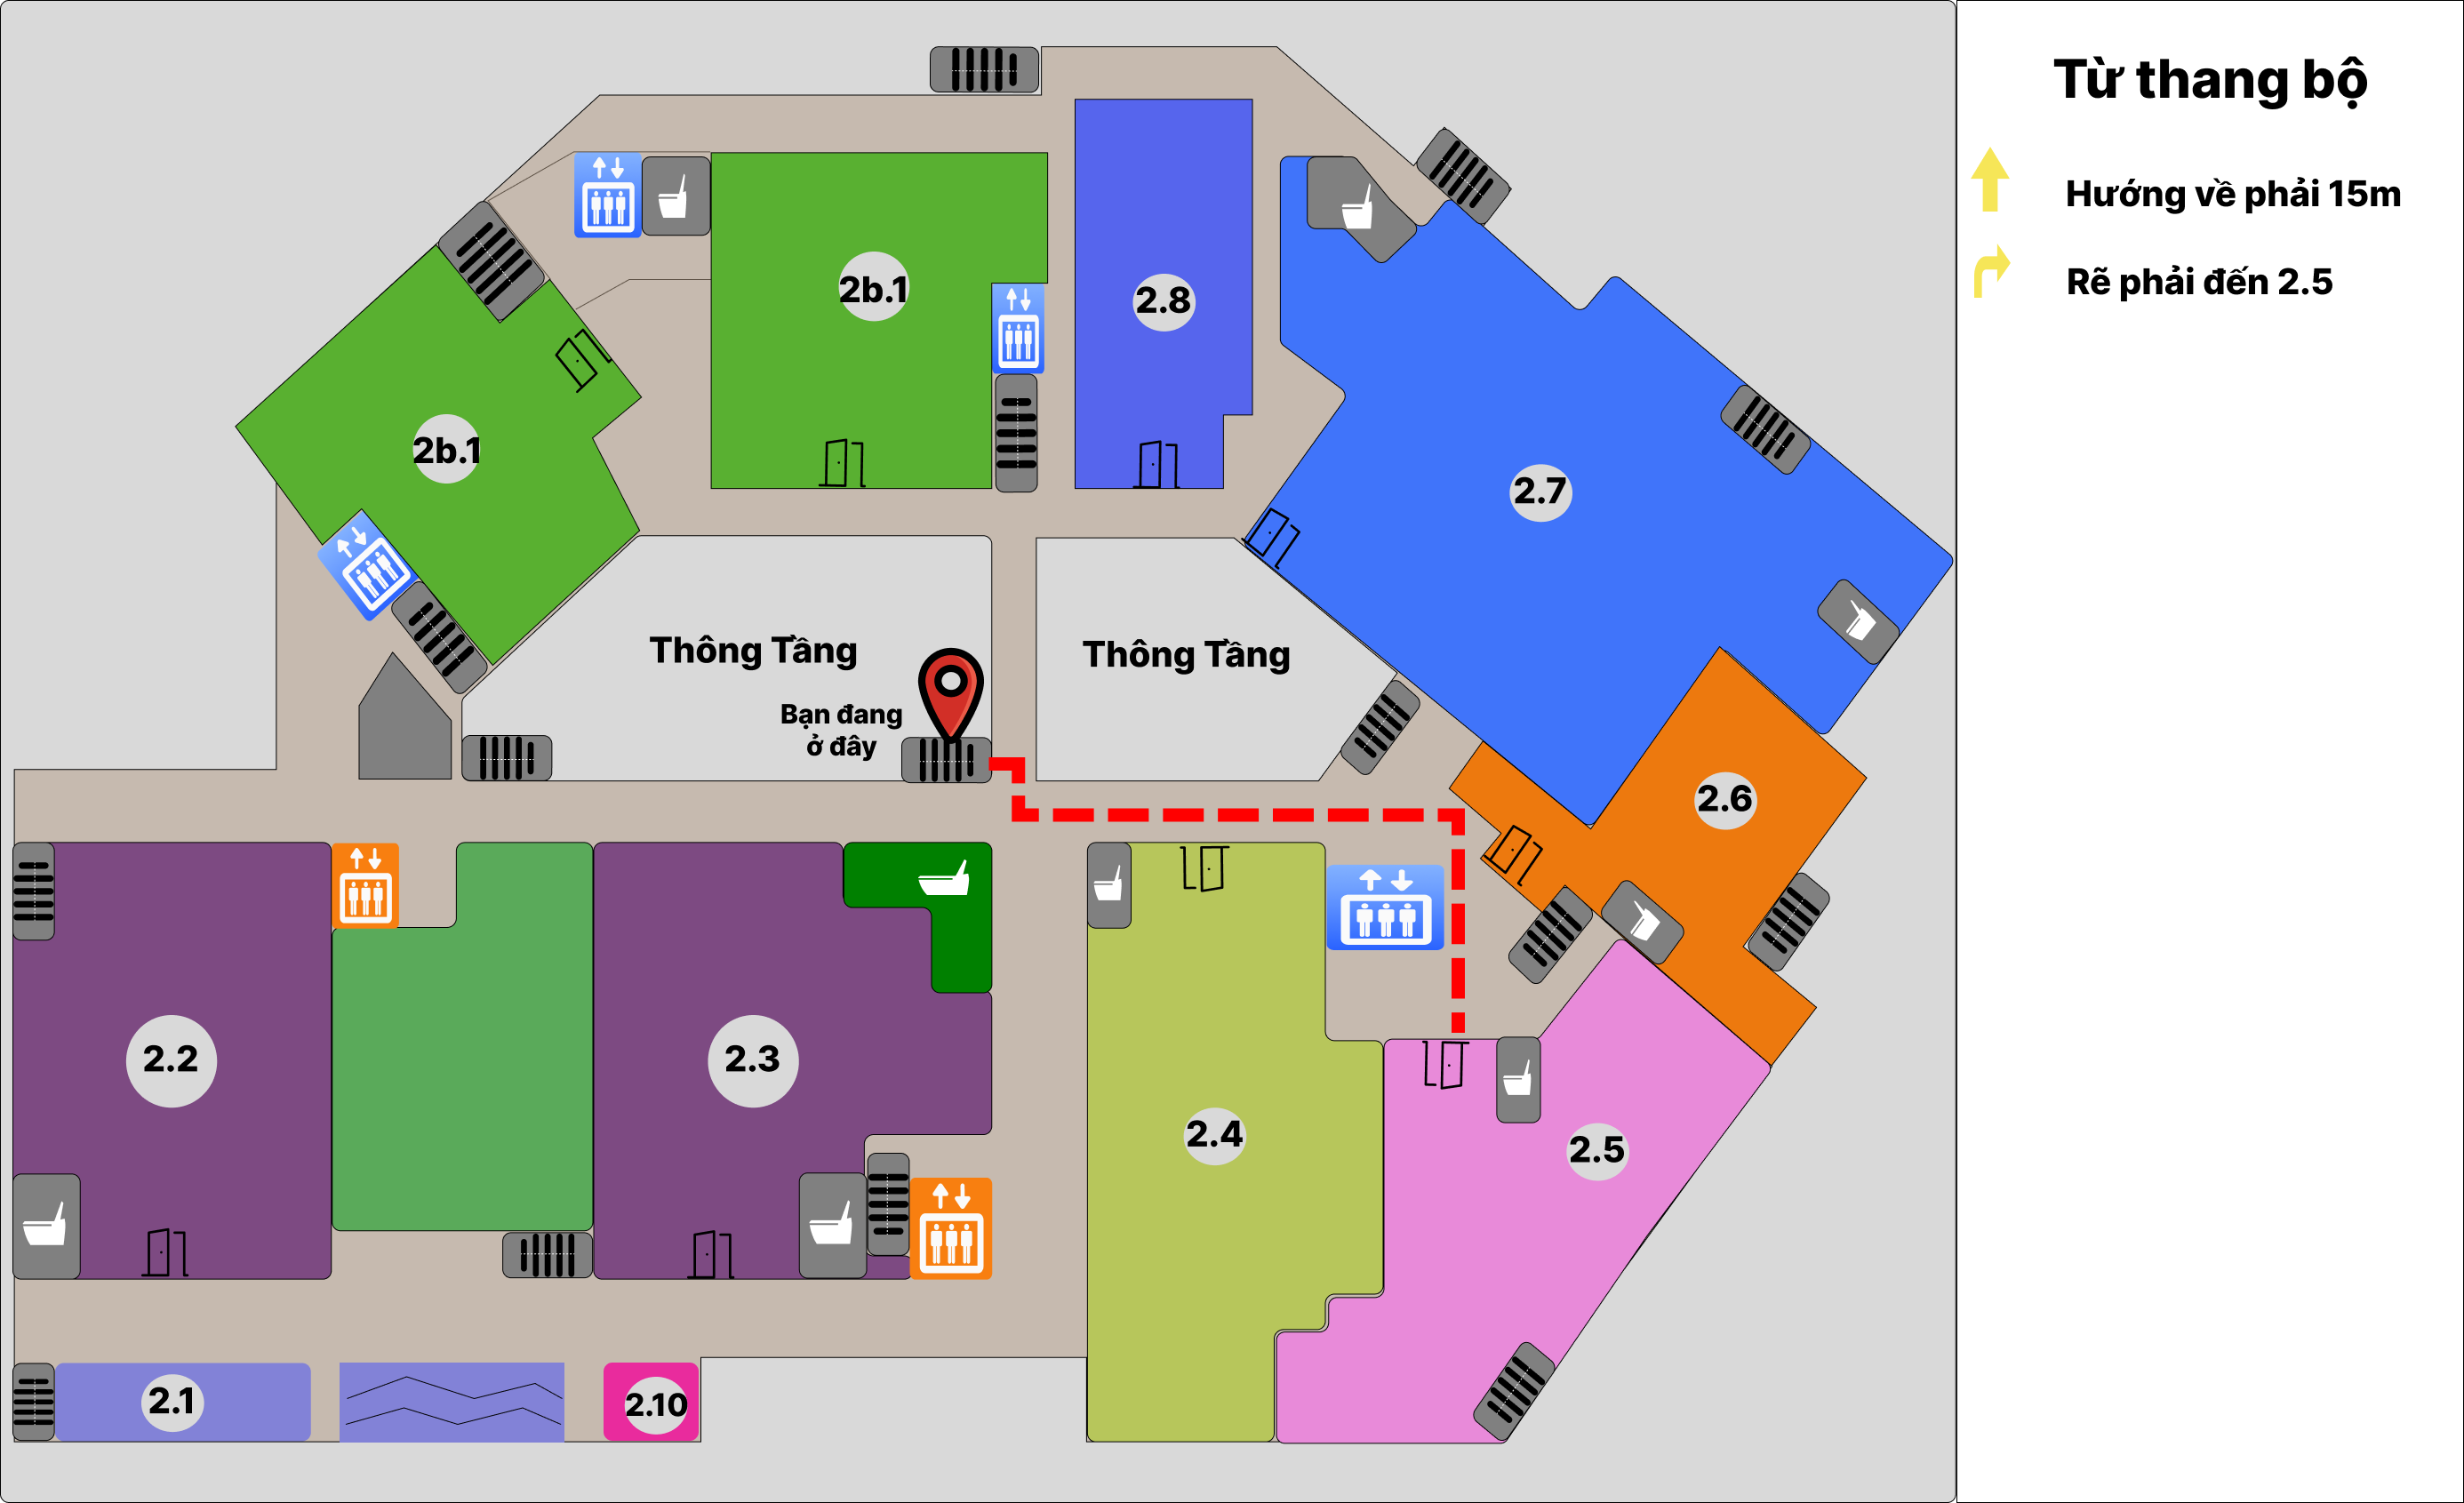 Từ thang bộ
Hướng về phải 15m
Rẽ phải đến 2.5
2b.1
2.8
2b.1
2.7
Thông Tầng
Thông Tầng
Bạn đang
ở đây
2.6
2.2
2.3
2.4
2.5
2.1
2.10